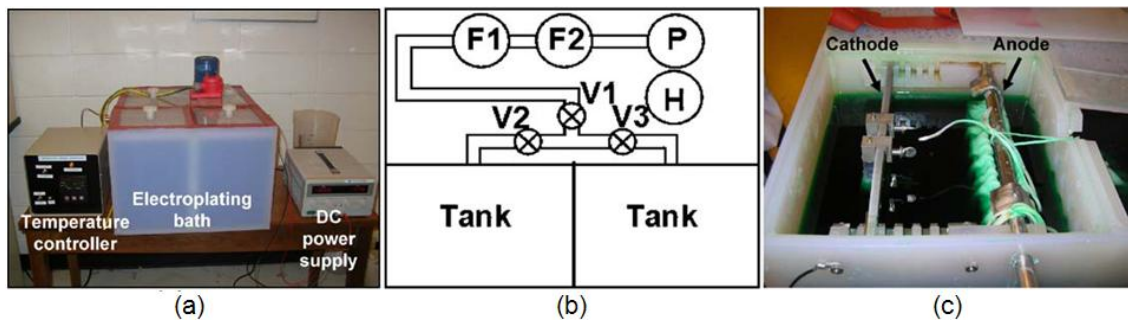 Temperature
controller
Electroplating
bath
DC
power
supply
F1 F2 P
V1 H
V2 V3
Tank Tank
Cathode Anode
(a) (b) (c)